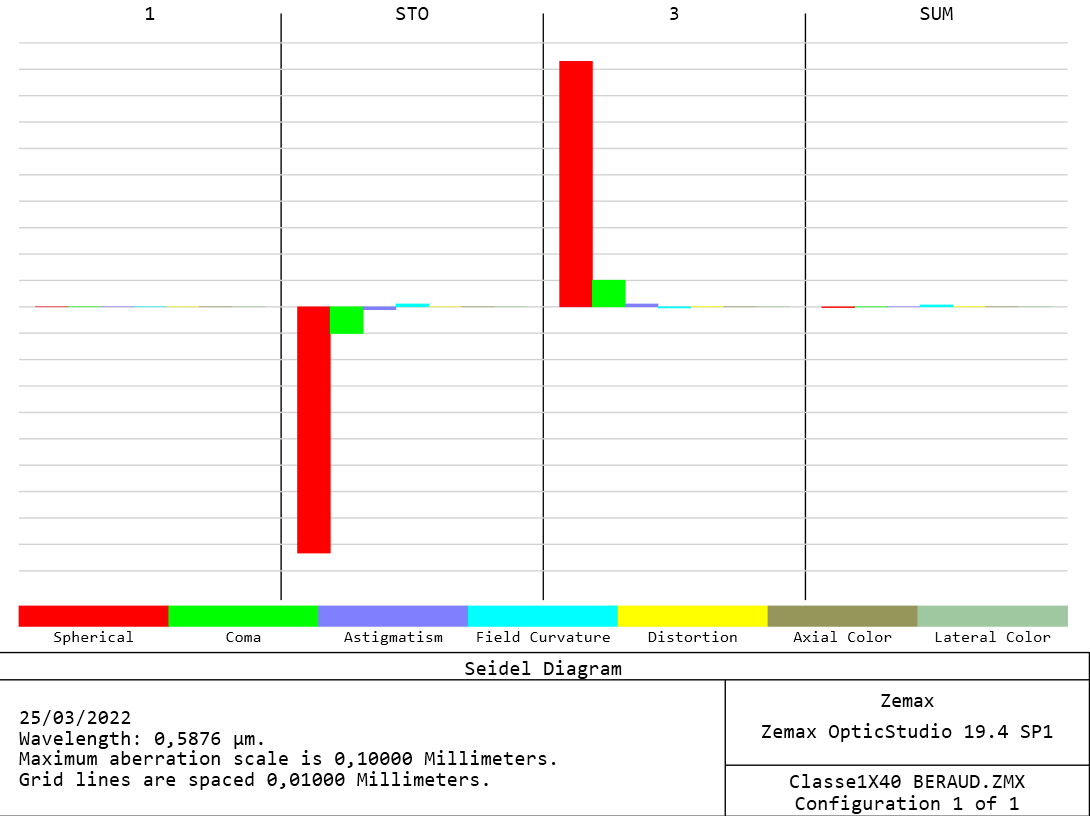 1 STO 3 SUM
Spherical Coma Astigmatism Field Curvature Distortion Axial Color Lateral Color
Seidel Diagram
25/03/2022
Wavelength: 0,5876 µm.
Maximum aberration scale is 0,10000 Millimeters.
Grid lines are spaced 0,01000 Millimeters.
Zemax
Zemax OpticStudio 19.4 SP1
Classe1X40 BERAUD.ZMX
Configuration 1 of 1